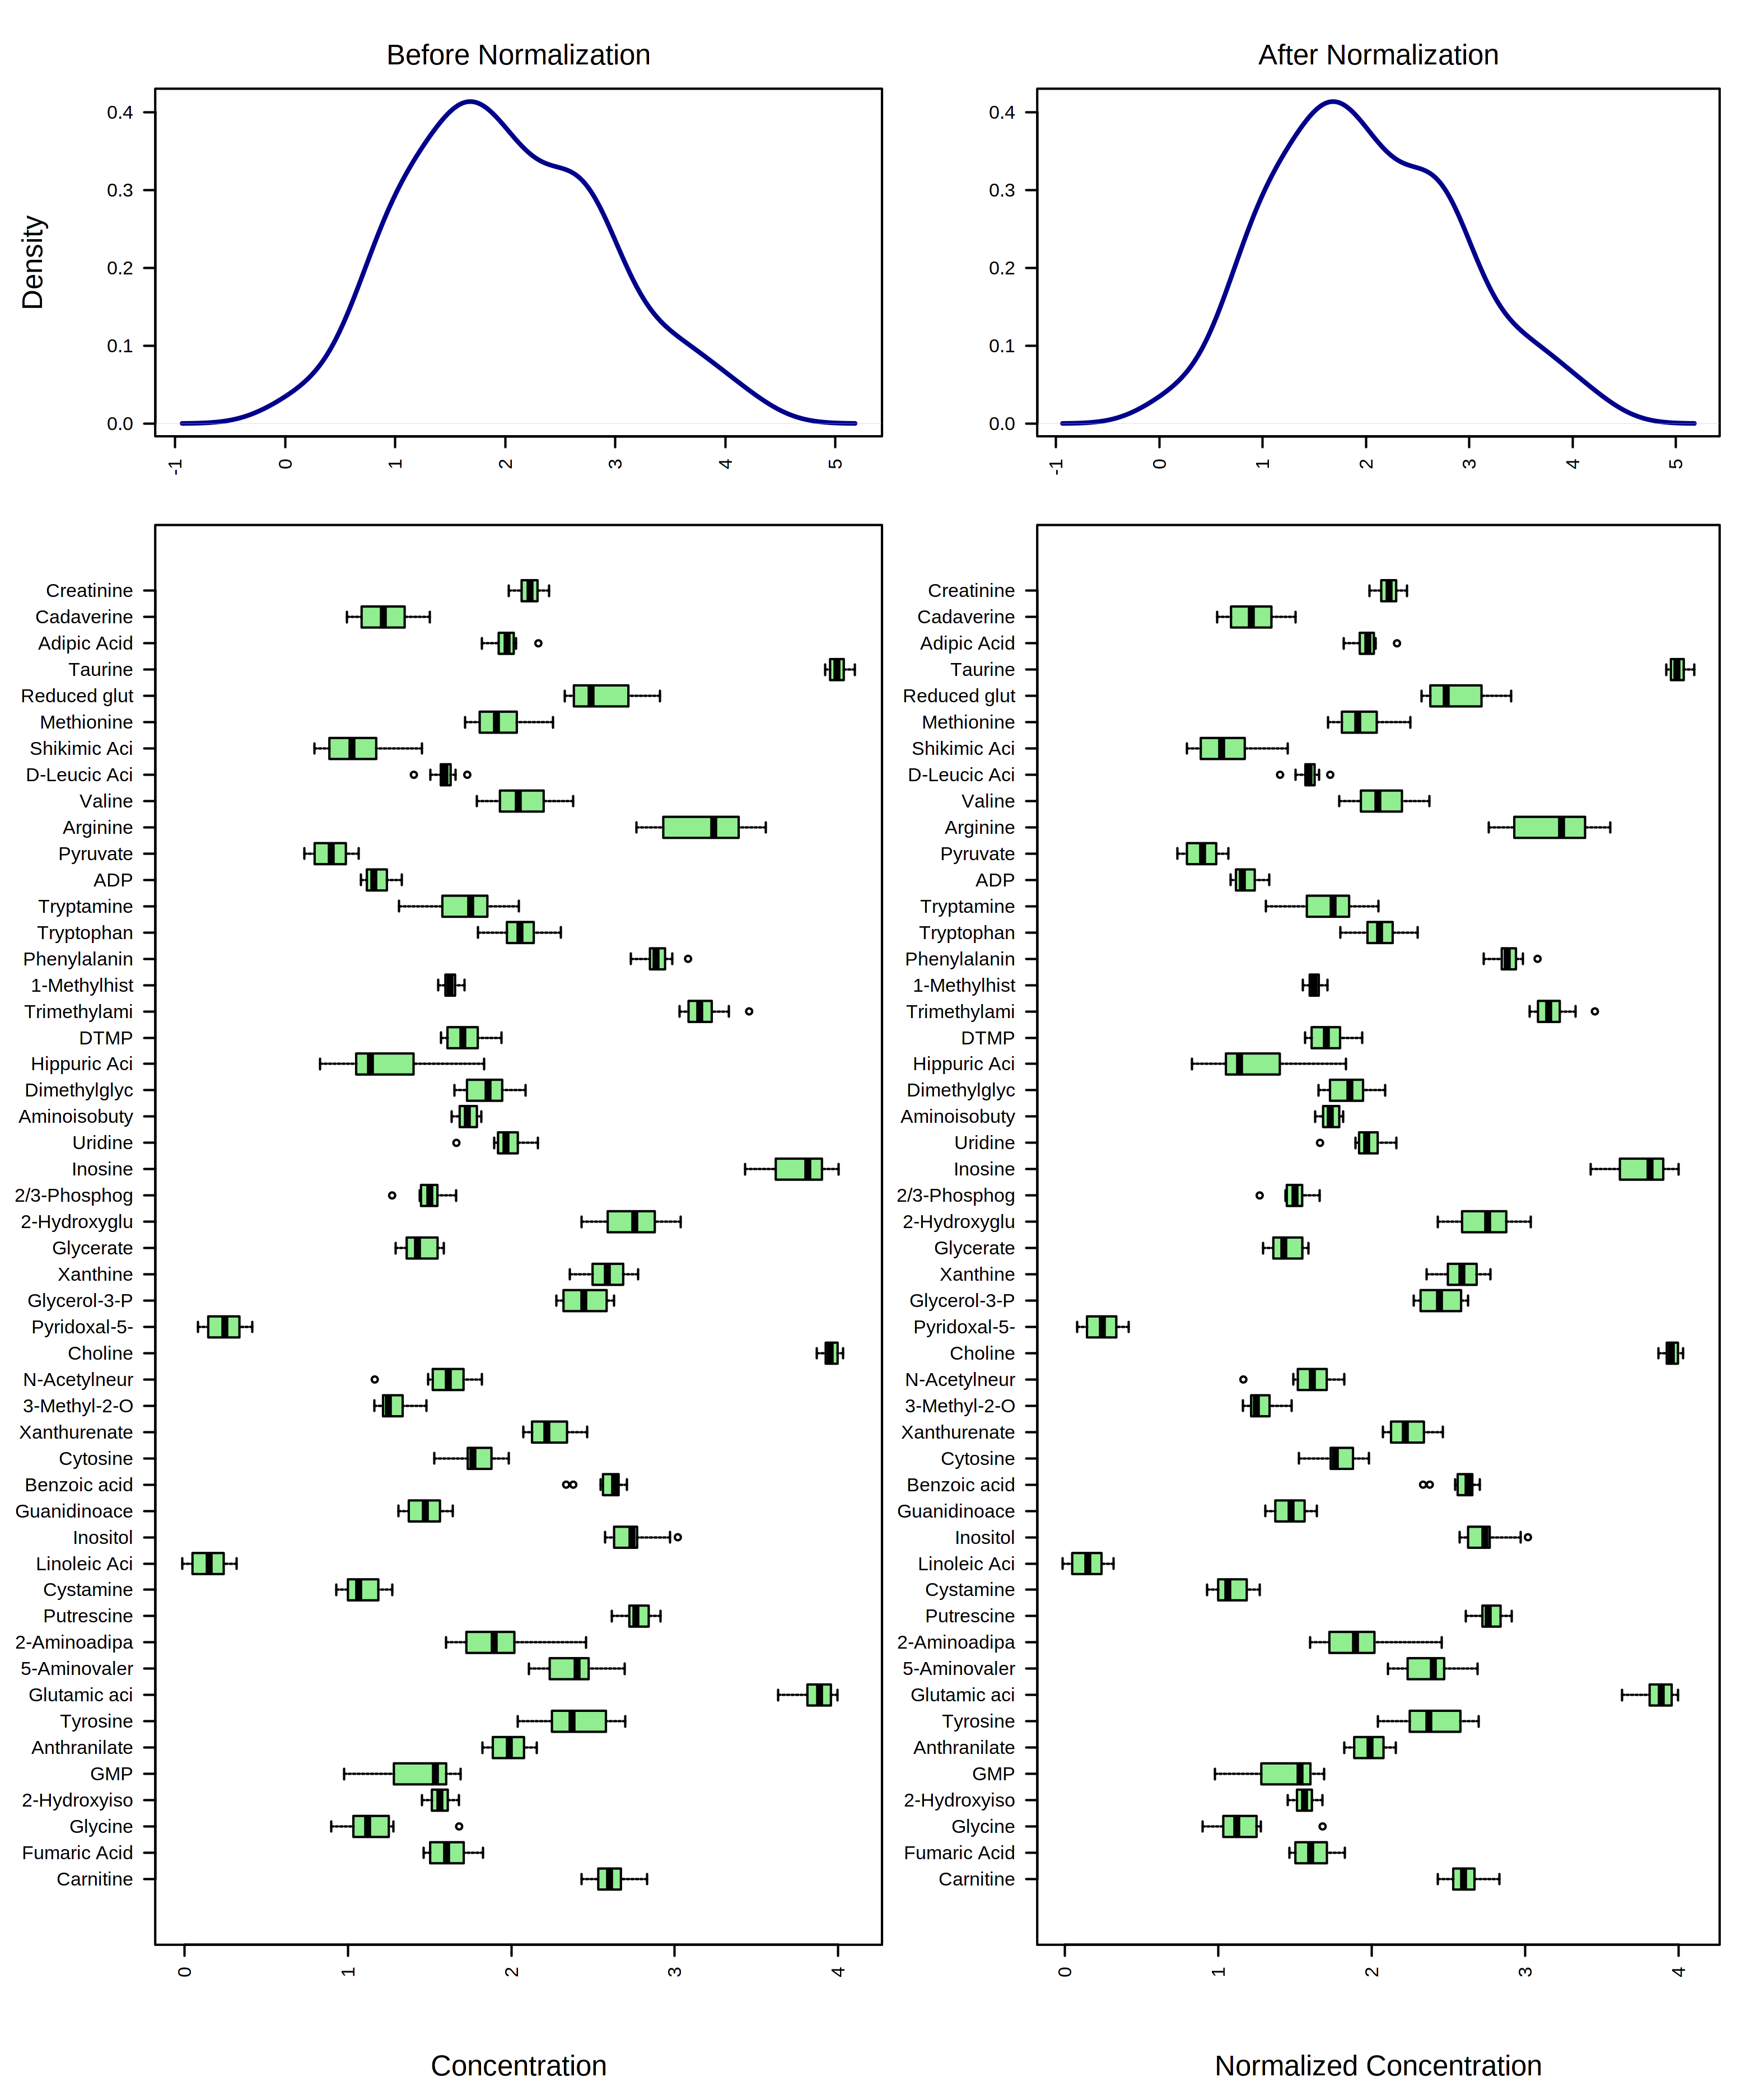 Before Normalization
After Normalization
Density
0.4
0.3
0.2
0.1
0.0
-1 0 1 2 3 4 5
0.4
0.3
0.2
0.1
0.0
-1 0 1 2 3 4 5
Creatinine
Cadaverine
Adipic Acid
Taurine
Reduced glut
Methionine
Shikimic Aci
D-Leucic Aci
Valine
Arginine
Pyruvate
ADP
Tryptamine
Tryptophan
Phenylalanin
1-Methylhist
Trimethylami
DTMP
Hippuric Aci
Dimethylglyc
Aminoisobuty
Uridine
Inosine
2/3-Phosphog
2-Hydroxyglu
Glycerate
Xanthine
Glycerol-3-P
Pyridoxal-5-
Choline
N-Acetylneur
3-Methyl-2-O
Xanthurenate
Cytosine
Benzoic acid
Guanidinoace
Inositol
Linoleic Aci
Cystamine
Putrescine
2-Aminoadipa
5-Aminovaler
Glutamic aci
Tyrosine
Anthranilate
GMP
2-Hydroxyiso
Glycine
Fumaric Acid
Carnitine
0 1 2 3 4
Concentration
Creatinine
Cadaverine
Adipic Acid
Taurine
Reduced glut
Methionine
Shikimic Aci
D-Leucic Aci
Valine
Arginine
Pyruvate
ADP
Tryptamine
Tryptophan
Phenylalanin
1-Methylhist
Trimethylami
DTMP
Hippuric Aci
Dimethylglyc
Aminoisobuty
Uridine
Inosine
2/3-Phosphog
2-Hydroxyglu
Glycerate
Xanthine
Glycerol-3-P
Pyridoxal-5-
Choline
N-Acetylneur
3-Methyl-2-O
Xanthurenate
Cytosine
Benzoic acid
Guanidinoace
Inositol
Linoleic Aci
Cystamine
Putrescine
2-Aminoadipa
5-Aminovaler
Glutamic aci
Tyrosine
Anthranilate
GMP
2-Hydroxyiso
Glycine
Fumaric Acid
Carnitine
0 1 2 3 4
Normalized Concentration